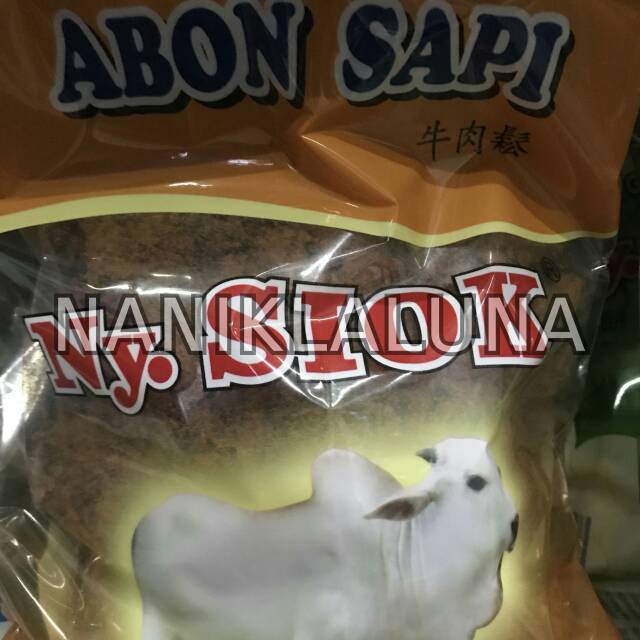 ABON SAPI
牛肉鬆
Ny. SIOK®
NANIKLALUNA